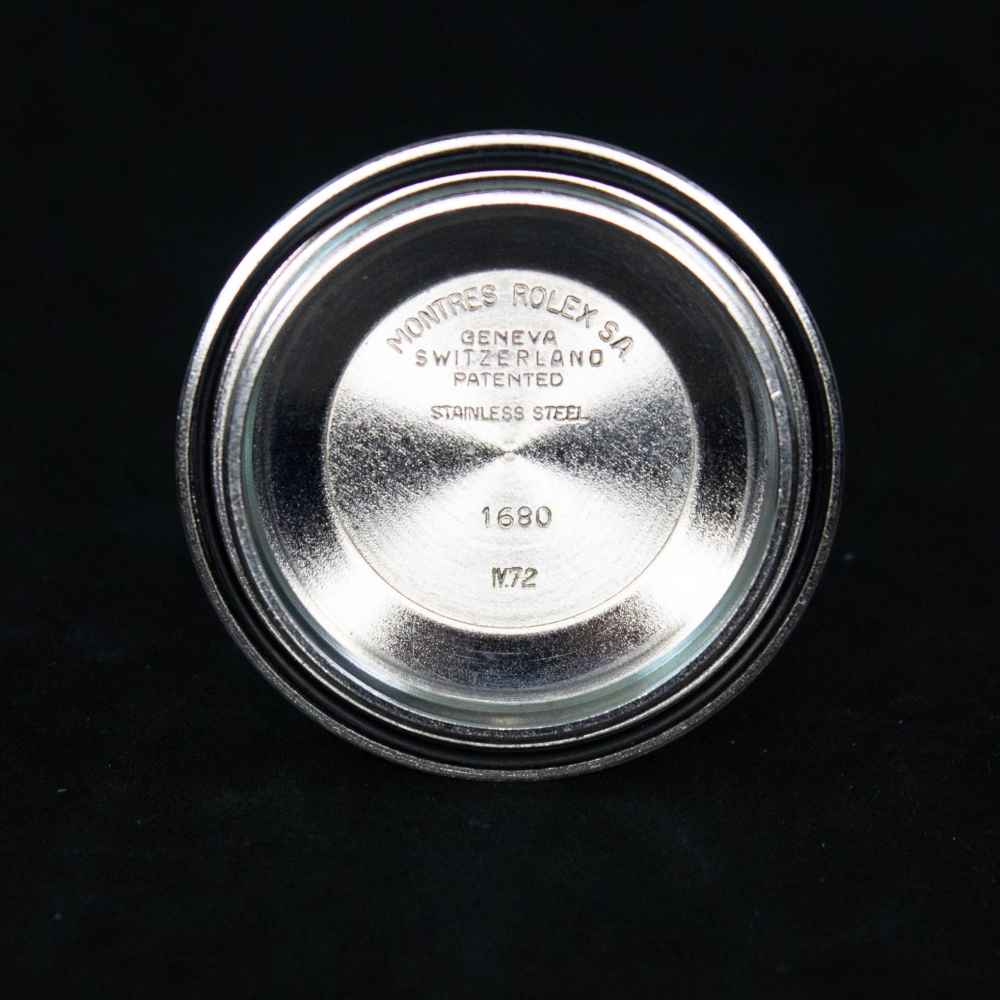 MONTRES ROLEX SA
GENEVA
SWITZERLAND
PATENTED
STAINLESS STEEL
1680
IV.72